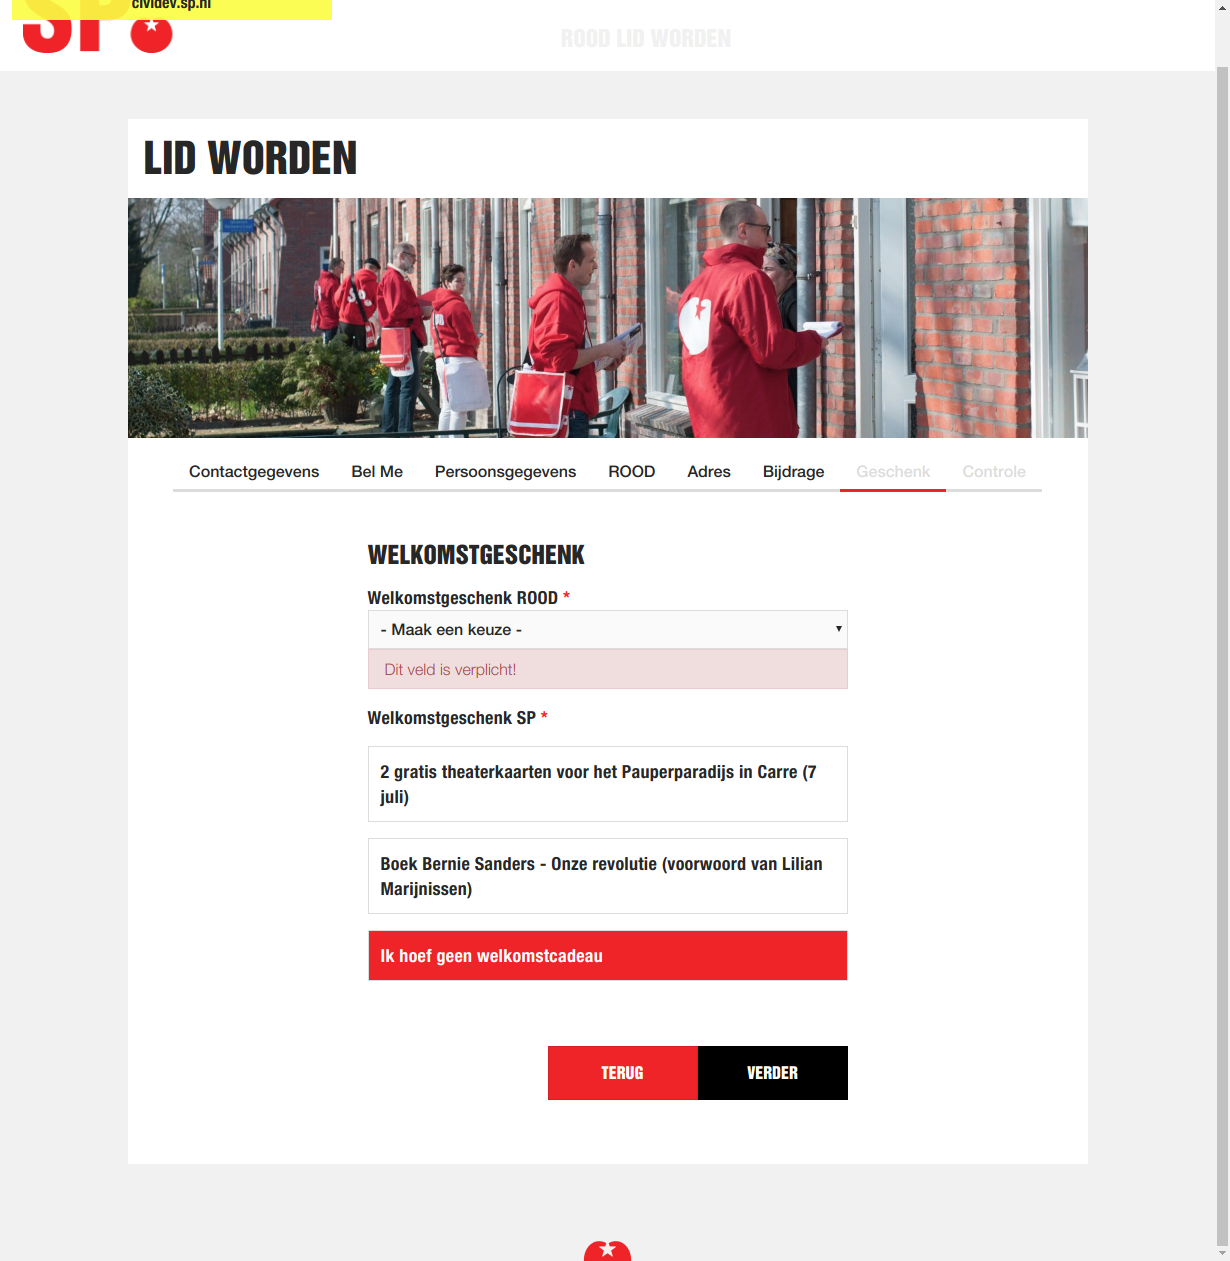 cividev.sp.nl
SP
ROOD LID WORDEN
LID WORDEN
Contactgegevens Bel Me Persoonsgegevens ROOD Adres Bijdrage Geschenk Controle
WELKOMSTGESCHENK
Welkomstgeschenk ROOD *
- Maak een keuze -
Dit veld is verplicht!
Welkomstgeschenk SP *
2 gratis theaterkaarten voor het Pauperparadijs in Carre (7
juli)
Boek Bernie Sanders - Onze revolutie (voorwoord van Lilian
Marijnissen)
Ik hoef geen welkomstcadeau
TERUG VERDER